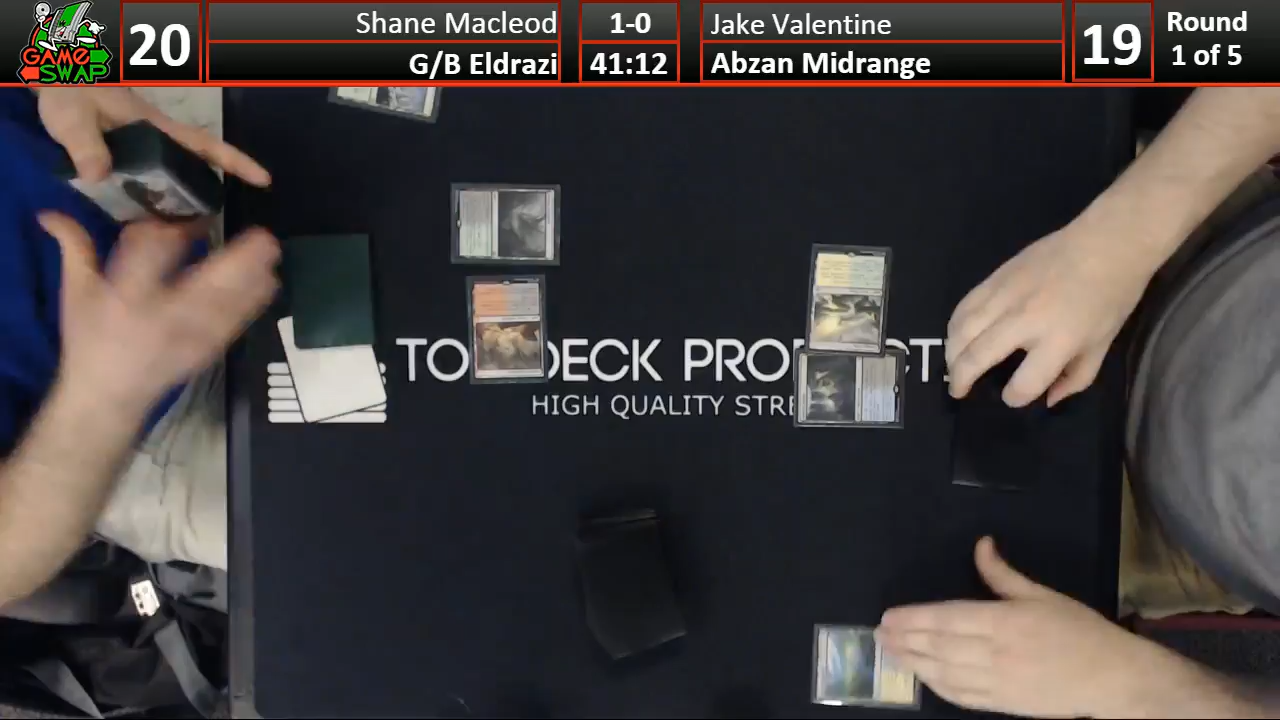 GAME
SWAP
20
Shane Macleod
G/B Eldrazi
1-0
41:12
Jake Valentine
Abzan Midrange
19
Round
1 of 5
DECK
HIGH QUALITY